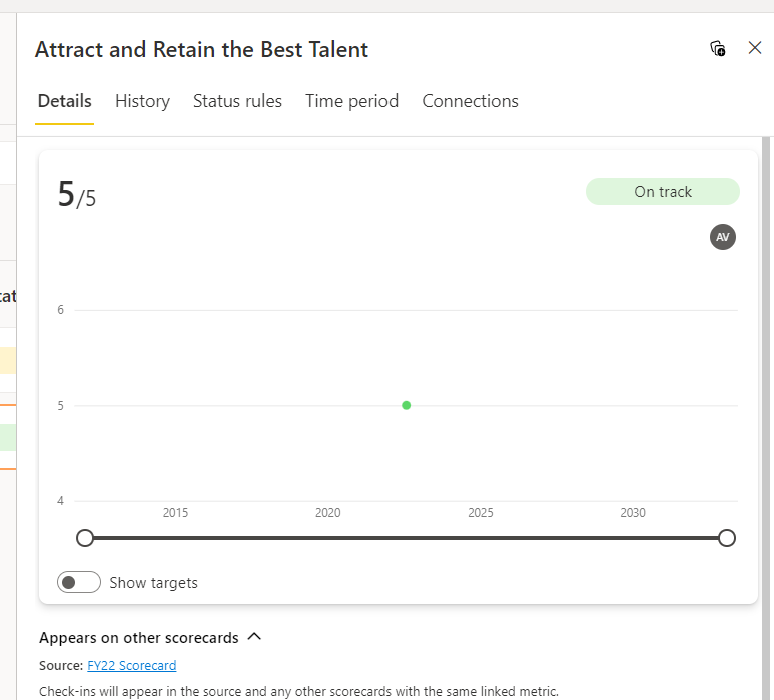 Attract and Retain the Best Talent
Details History Status rules Time period Connections
5/5
On track
AV
6
5
4
2015 2020 2025 2030
Show targets
Appears on other scorecards
Source: FY22 Scorecard
Check-ins will appear in the source and any other scorecards with the same linked metric.